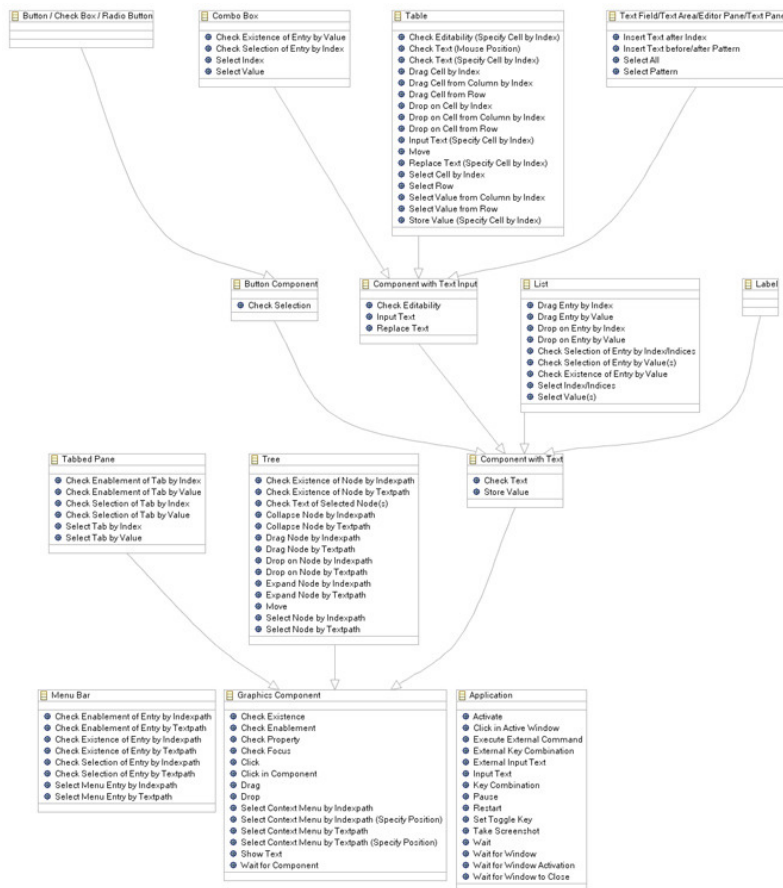 Button / Check Box / Radio Button
Combo Box
Check Existence of Entry by Value
Check Selection of Entry by Index
Select Index
Select Value
Table
Check Editability (Specify Cell by Index)
Check Text (Mouse Position)
Check Text (Specify Cell by Index)
Drag Cell by Index
Drag Cell from Column by Index
Drag Cell from Row
Drop on Cell by Index
Drop on Cell from Column by Index
Drop on Cell from Row
Input Text (Specify Cell by Index)
Move
Replace Text (Specify Cell by Index)
Select Cell by Index
Select Row
Select Value from Column by Index
Select Value from Row
Store Value (Specify Cell by Index)
Text Field/Text Area/Editor Pane/Text Pane
Insert Text after Index
Insert Text before/after Pattern
Select All
Select Pattern
Button Component
Check Selection
Component with Text Input
Check Editability
Input Text
Replace Text
List
Drag Entry by Index
Drag Entry by Value
Drop on Entry by Index
Drop on Entry by Value
Check Selection of Entry by Index/Indices
Check Selection of Entry by Value(s)
Check Existence of Entry by Value
Select Index/Indices
Select Value(s)
Label
Tabbed Pane
Check Enablement of Tab by Index
Check Enablement of Tab by Value
Check Selection of Tab by Index
Check Selection of Tab by Value
Select Tab by Index
Select Tab by Value
Tree
Check Existence of Node by Indexpath
Check Existence of Node by Textpath
Check Text of Selected Node(s)
Collapse Node by Indexpath
Collapse Node by Textpath
Drag Node by Indexpath
Drag Node by Textpath
Drop on Node by Indexpath
Drop on Node by Textpath
Expand Node by Indexpath
Expand Node by Textpath
Move
Select Node by Indexpath
Select Node by Textpath
Component with Text
Check Text
Store Value
Menu Bar
Check Enablement of Entry by Indexpath
Check Enablement of Entry by Textpath
Check Existence of Entry by Indexpath
Check Existence of Entry by Textpath
Check Selection of Entry by Indexpath
Check Selection of Entry by Textpath
Select Menu Entry by Indexpath
Select Menu Entry by Textpath
Graphics Component
Check Existence
Check Enablement
Check Property
Check Focus
Click
Click in Component
Drag
Drop
Select Context Menu by Indexpath
Select Context Menu by Indexpath (Specify Position)
Select Context Menu by Textpath
Select Context Menu by Textpath (Specify Position)
Show Text
Wait for Component
Application
Activate
Click in Active Window
Execute External Command
External Key Combination
External Input Text
Input Text
Key Combination
Pause
Restart
Set Toggle Key
Take Screenshot
Wait
Wait for Window
Wait for Window Activation
Wait for Window to Close